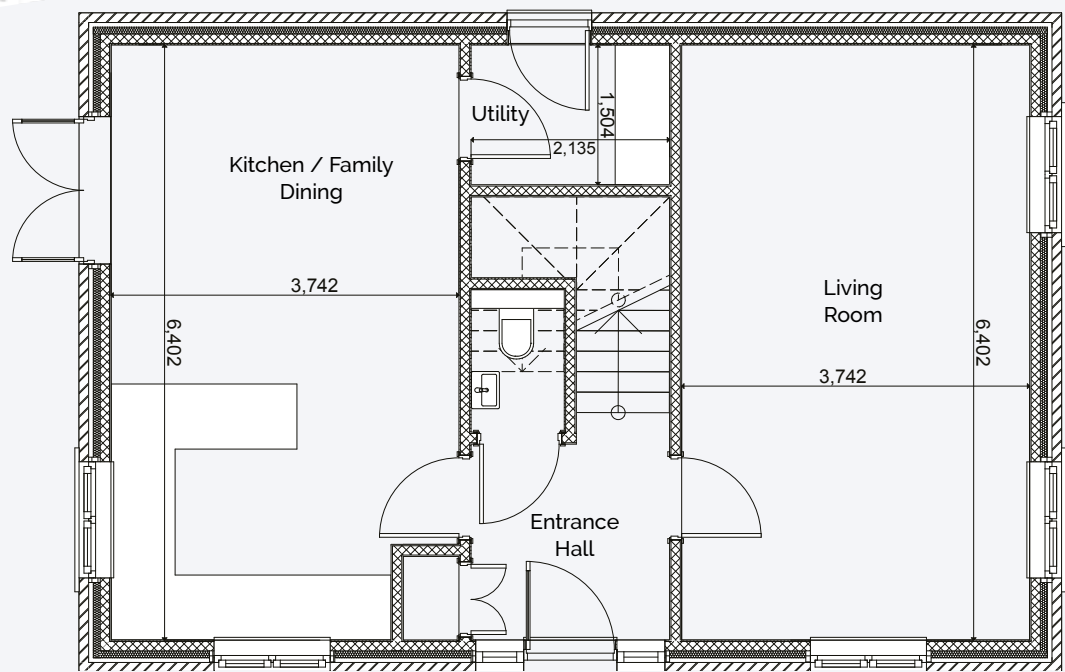 Utility
1,504
2,135
Kitchen / Family
Dining
3,742
6,402
Living
Room
6,402
3,742
Entrance
Hall